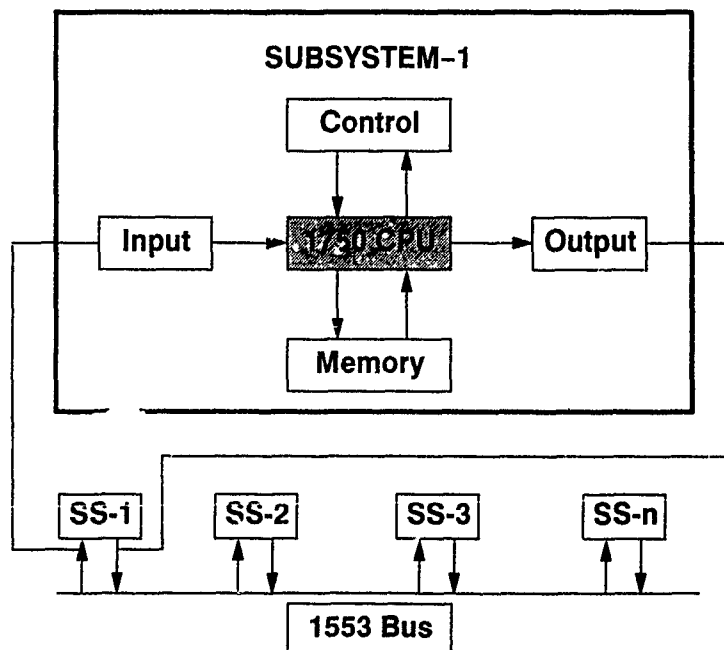 SUBSYSTEM-1
Control
Input
1750 CPU
Output
Memory
SS-1
SS-2
SS-3
SS-n
1553 Bus